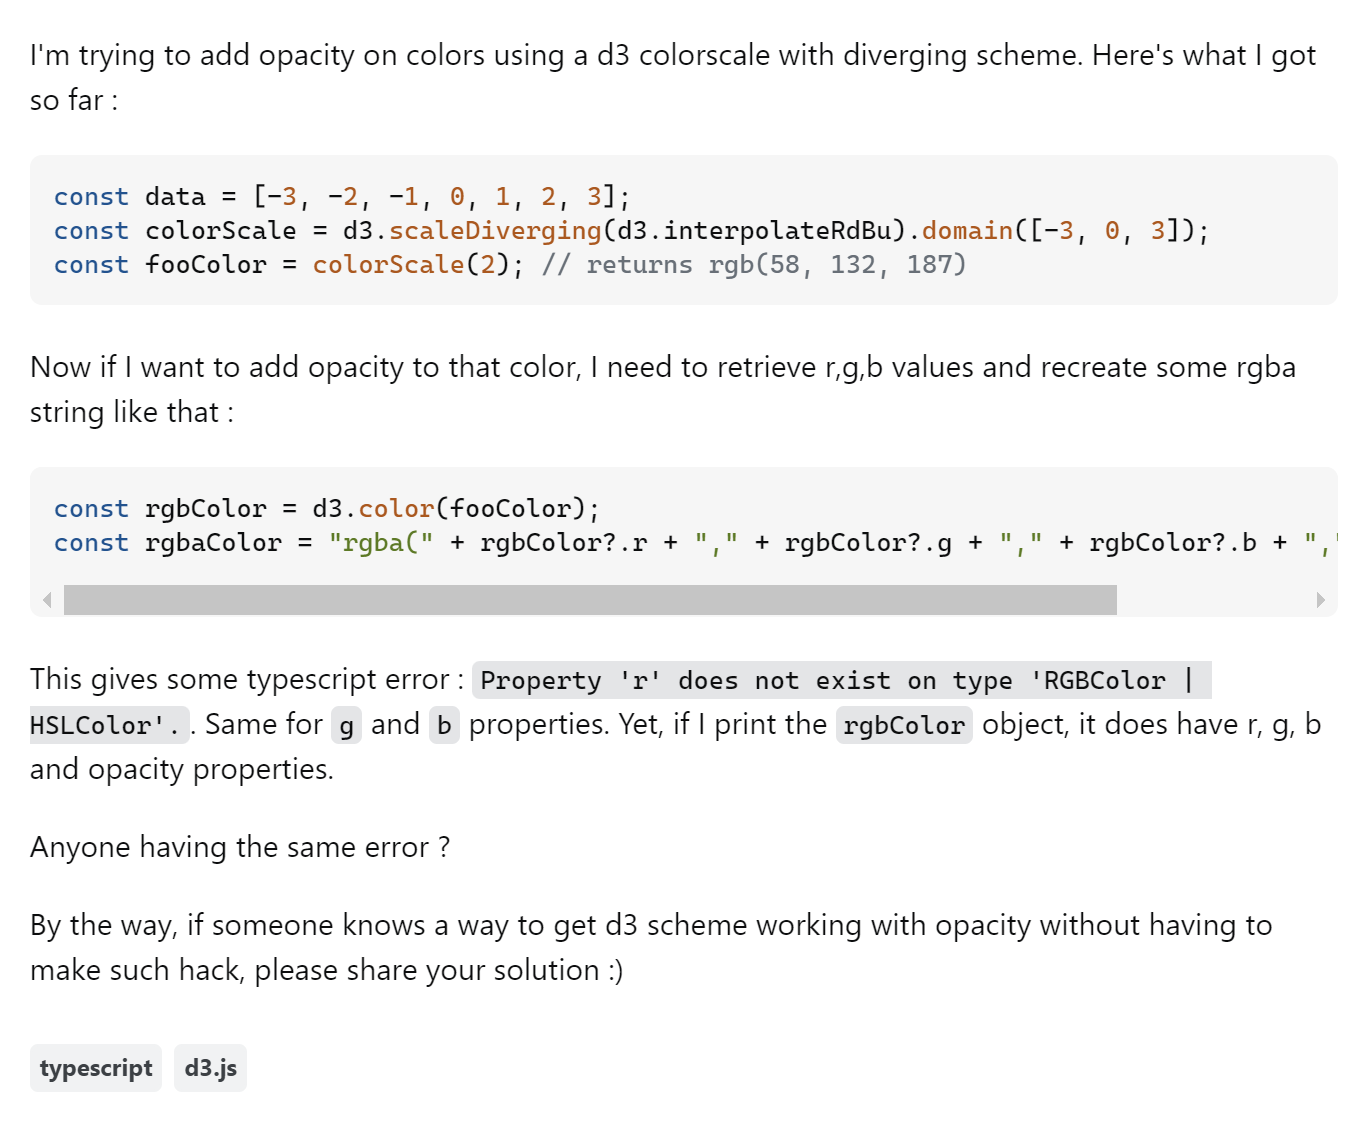 I'm trying to add opacity on colors using a d3 colorscale with diverging scheme. Here's what I got
so far :
const data = [-3, -2, -1, 0, 1, 2, 3];
const colorScale = d3.scaleDiverging(d3.interpolateRdBu).domain([-3, 0, 3]);
const fooColor = colorScale(2); // returns rgb(58, 132, 187)
Now if I want to add opacity to that color, I need to retrieve r,g,b values and recreate some rgba
string like that :
const rgbColor = d3.color(fooColor);
const rgbaColor = "rgba(" + rgbColor?.r + "," + rgbColor?.g + "," + rgbColor?.b + ",
This gives some typescript error : Property 'r' does not exist on type 'RGBColor |
HSLColor'. . Same for g and b properties. Yet, if I print the rgbColor object, it does have r, g, b
and opacity properties.
Anyone having the same error ?
By the way, if someone knows a way to get d3 scheme working with opacity without having to
make such hack, please share your solution :)
typescript d3.js